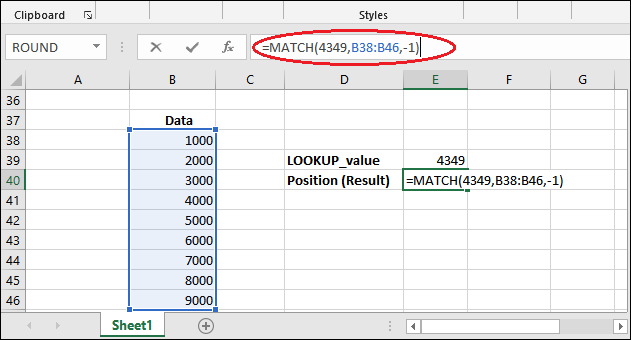 Clipboard Styles
ROUND fx =MATCH(4349,B38:B46,-1)
A B C D E F G
36
37 Data
38 1000
39 2000 LOOKUP_value 4349
40 3000 Position (Result) =MATCH(4349,B38:B46,-1)
41 4000
42 5000
43 6000
44 7000
45 8000
46 9000
Sheet1